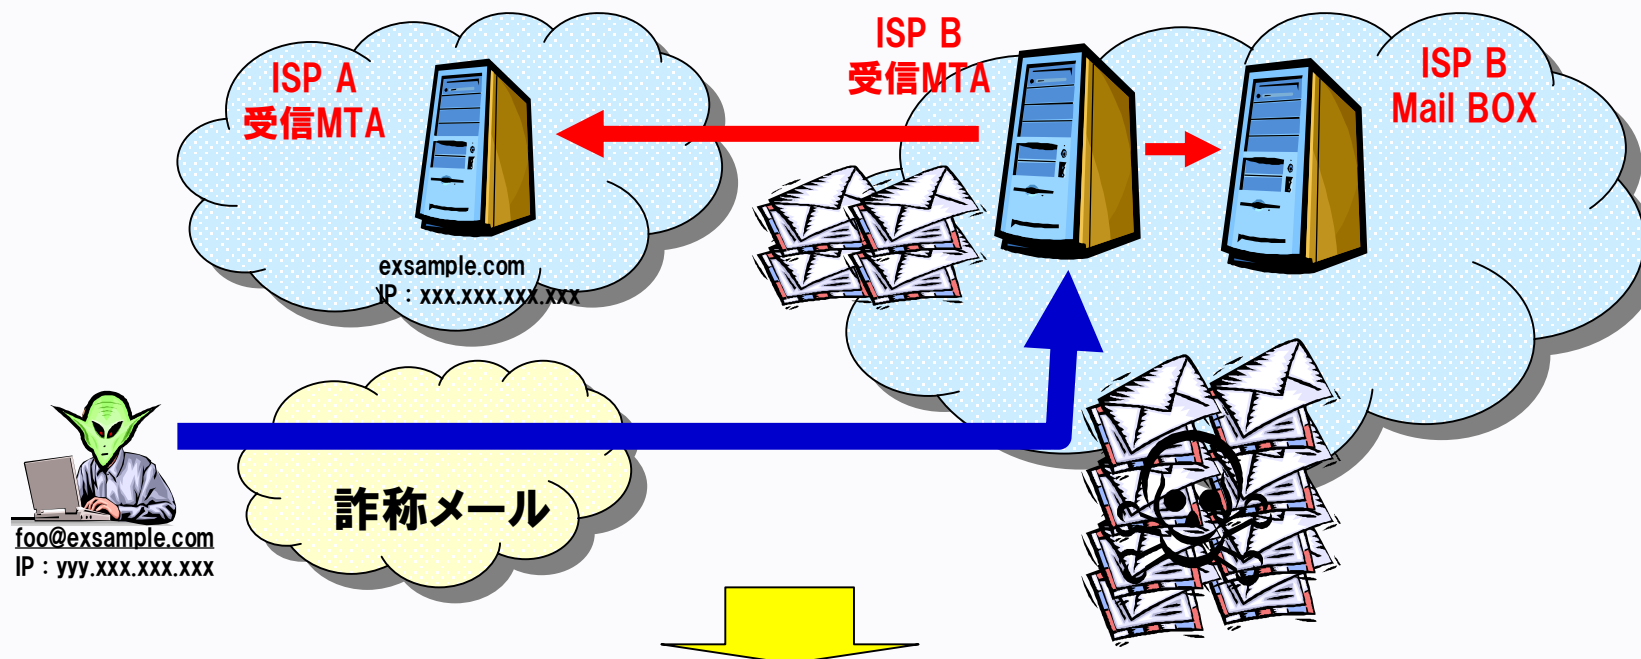 ISP A
受信MTA
ISP B
受信MTA
ISP B
Mail BOX
exsample.com
IP：xxx.xxx.xxx.xxx
詐称メール
foo@exsample.com
IP：yyy.xxx.xxx.xxx